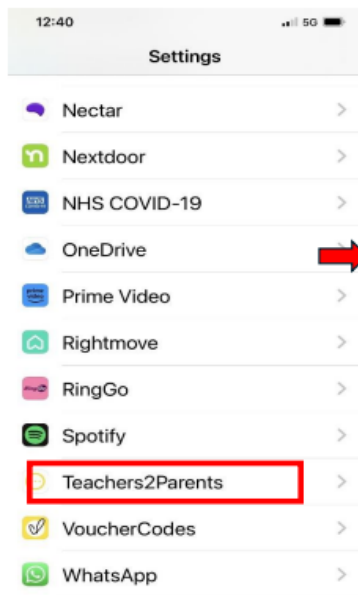 12:40 5G
Settings
Nectar
Nextdoor
NHS COVID-19
OneDrive
Prime Video
Rightmove
RingGo
Spotify
Teachers2Parents
VoucherCodes
WhatsApp